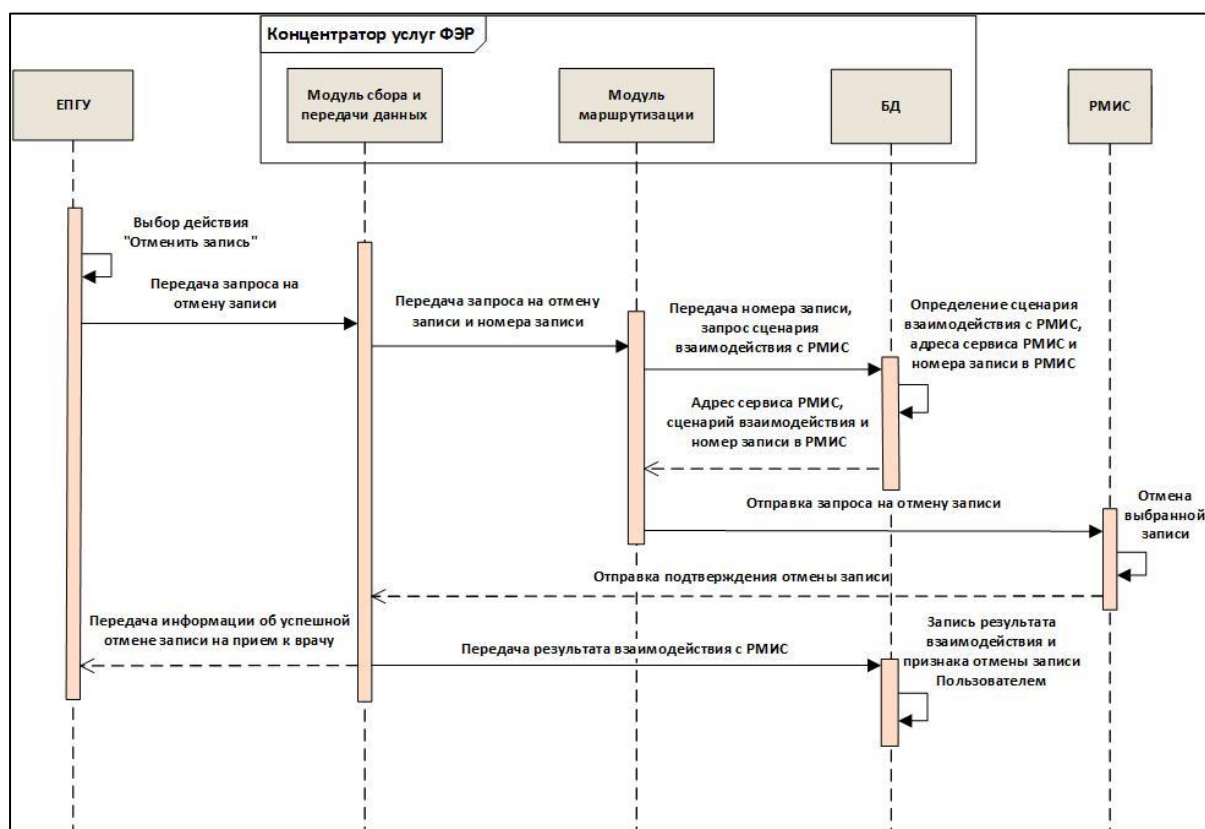 Концентратор услуг ФЭР
ЕПГУ
Модуль сбора и
передачи данных
Модуль
маршрутизации
БД
РМИС
Выбор действия
"Отменить запись"
Передача запроса на
отмену записи
Передача запроса на отмену
записи и номера записи
Передача номера записи,
запрос сценария
взаимодействия с РМИС
Определение сценария
взаимодействия с РМИС,
адреса сервиса РМИС и
номера записи в РМИС
Адрес сервиса РМИС,
сценарий взаимодействия и
номер записи в РМИС
Отправка запроса на отмену записи
Отмена
выбранной
записи
Отправка подтверждения отмены записи
Передача информации об успешной
отмене записи на прием к врачу
Передача результата взаимодействия с РМИС
Запись результата
взаимодействия и
признака отмены записи
Пользователем